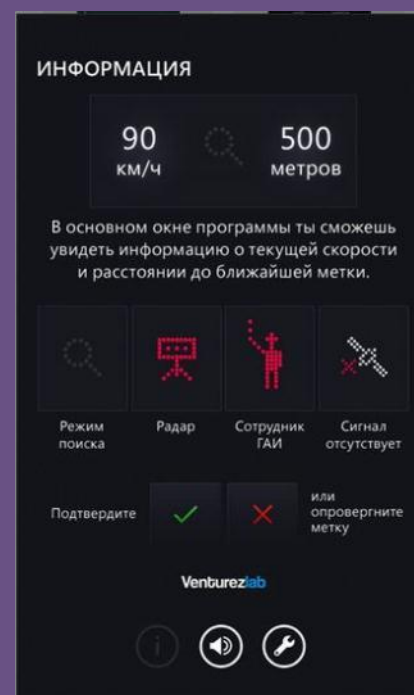 ИНФОРМАЦИЯ
90
км/ч
500
метров
В основном окне программы ты сможешь
увидеть информацию о текущей скорости
и расстоянии до ближайшей метки.
Режим
поиска
Радар
Сотрудник
ГАИ
Сигнал
отсутствует
Подтвердите
или
опровергните
метку
Venturezlab